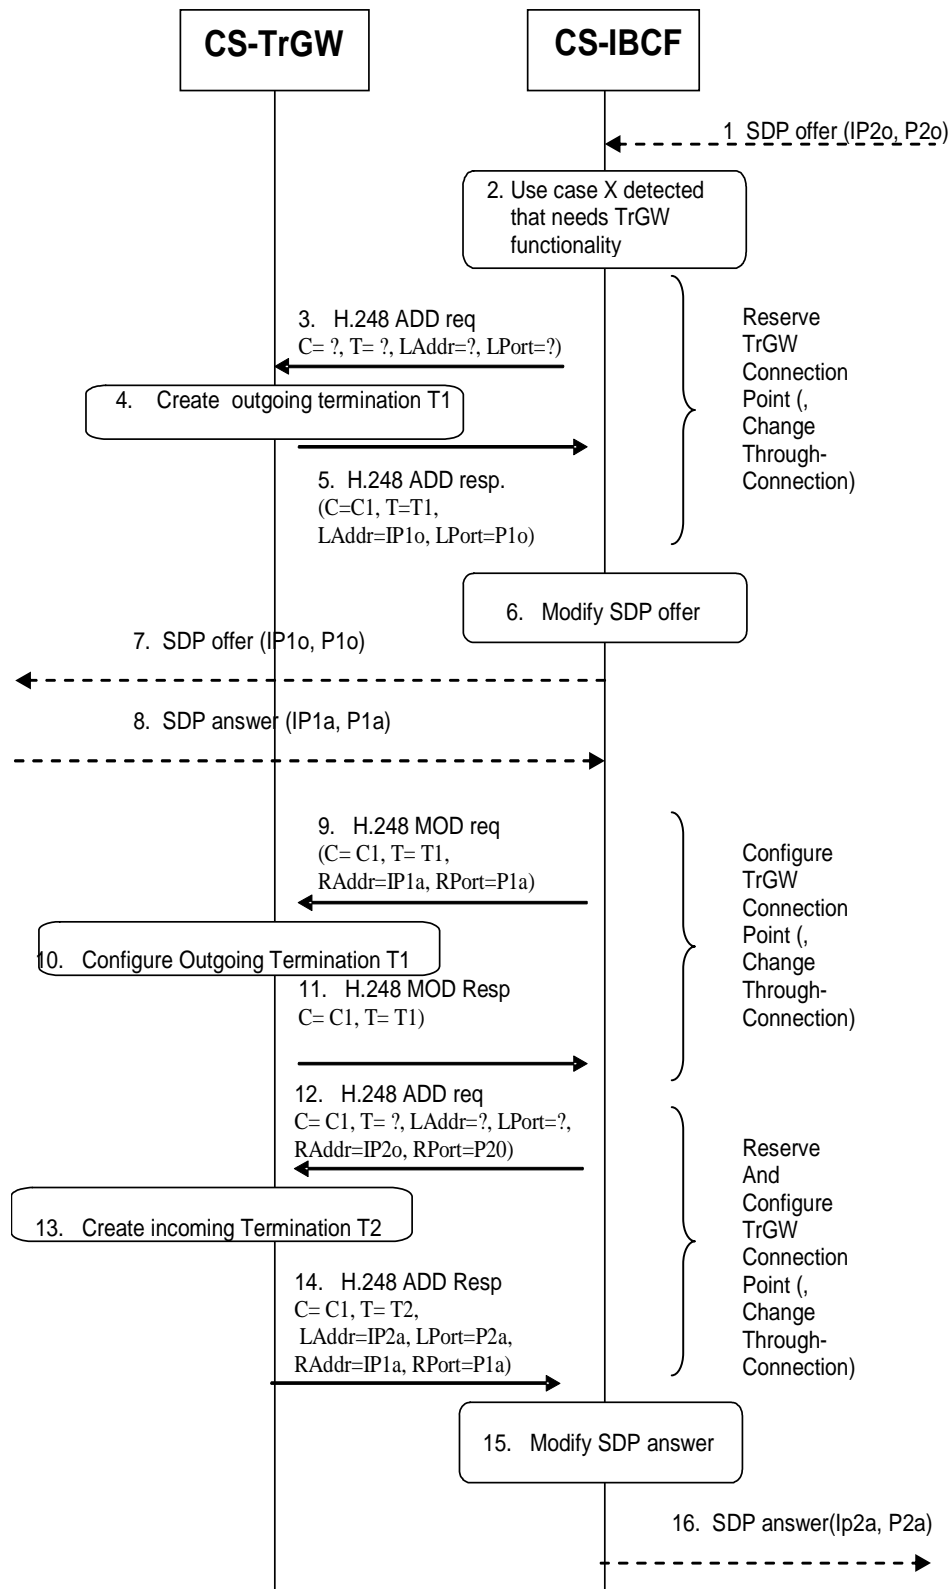 CS-TrGW
CS-IBCF
1 SDP offer (IP2o, P2o)
2. Use case X detected
that needs TrGW
functionality
3. H.248 ADD req
C= ?, T= ?, LAddr=?, LPort=?)
Reserve
TrGW
Connection
Point (,
Change
Through-
Connection)
4. Create outgoing termination T1
5. H.248 ADD resp.
(C=C1, T=T1,
LAddr=IP1o, LPort=P1o)
6. Modify SDP offer
7. SDP offer (IP1o, P1o)
8. SDP answer (IP1a, P1a)
9. H.248 MOD req
(C= C1, T= T1,
RAddr=IP1a, RPort=P1a)
Configure
TrGW
Connection
Point (,
Change
Through-
Connection)
10. Configure Outgoing Termination T1
11. H.248 MOD Resp
C= C1, T= T1)
12. H.248 ADD req
C= C1, T= ?, LAddr=?, LPort=?,
RAddr=IP2o, RPort=P20)
Reserve
And
Configure
TrGW
Connection
Point (,
Change
Through-
Connection)
13. Create incoming Termination T2
14. H.248 ADD Resp
C= C1, T= T2,
LAddr=IP2a, LPort=P2a,
RAddr=IP1a, RPort=P1a)
15. Modify SDP answer
16. SDP answer(Ip2a, P2a)